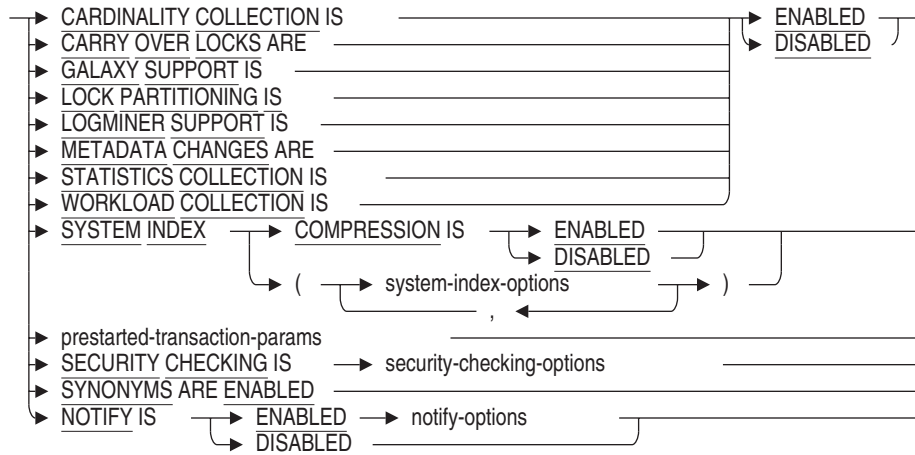 CARDINALITY COLLECTION IS ENABLED
CARRY OVER LOCKS ARE DISABLED
GALAXY SUPPORT IS
LOCK PARTITIONING IS
LOGMINER SUPPORT IS
METADATA CHANGES ARE
STATISTICS COLLECTION IS
WORKLOAD COLLECTION IS
SYSTEM INDEX COMPRESSION IS ENABLED
DISABLED
( system-index-options )
,
prestarted-transaction-params
SECURITY CHECKING IS security-checking-options
SYNONYMS ARE ENABLED
NOTIFY IS ENABLED notify-options
DISABLED